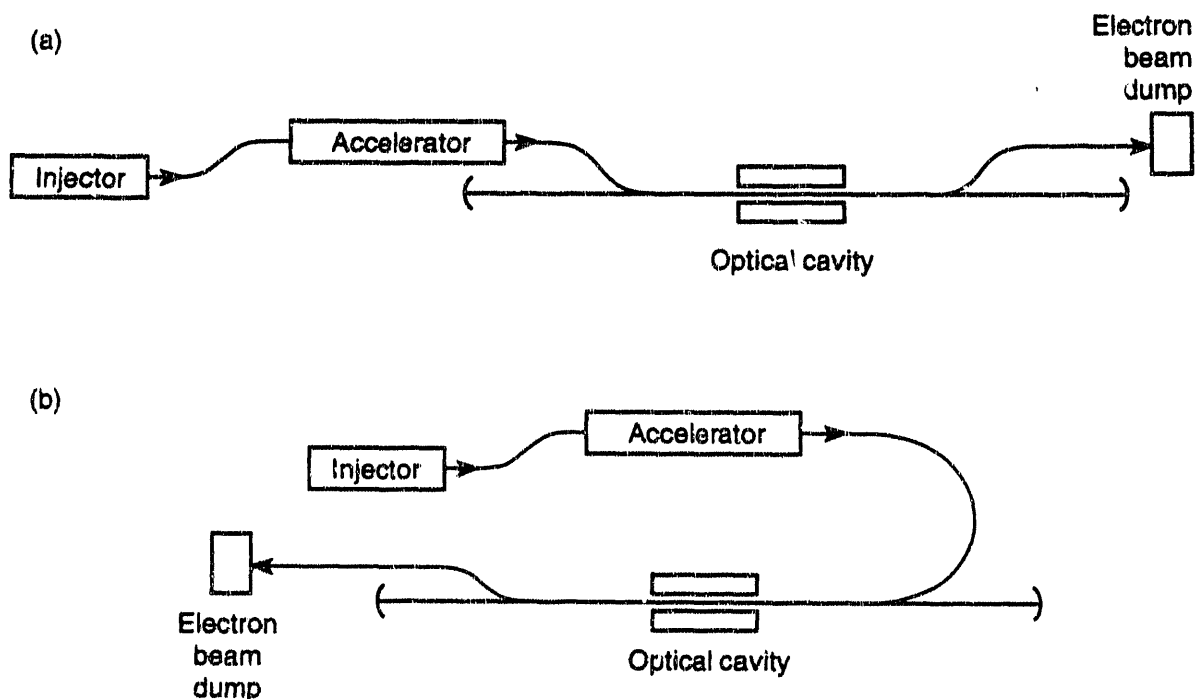 (a)
Electron
beam
dump
Accelerator
Injector
Optical cavity
(b)
Accelerator
Injector
Electron
beam
dump
Optical cavity